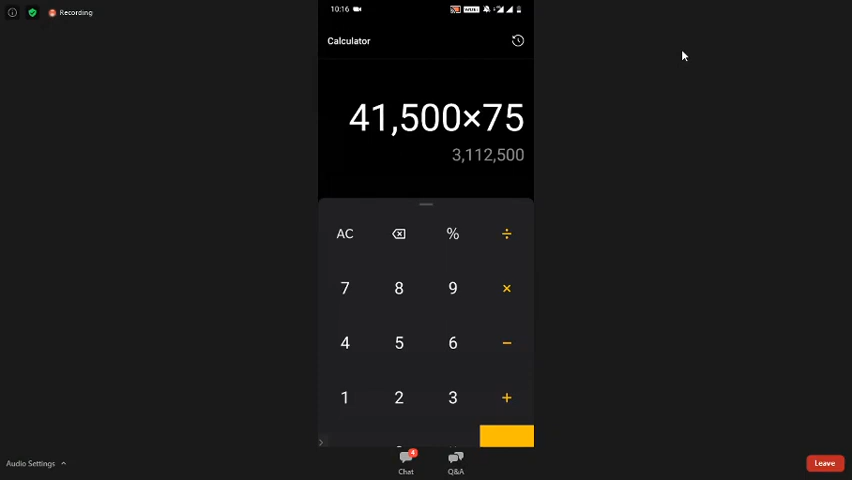 Recording
10:16
Calculator
41,500×75
3,112,500
AC % ÷
7 8 9 ×
4 5 6 −
1 2 3 +
4
Audio Settings
Chat
Q&A
Leave